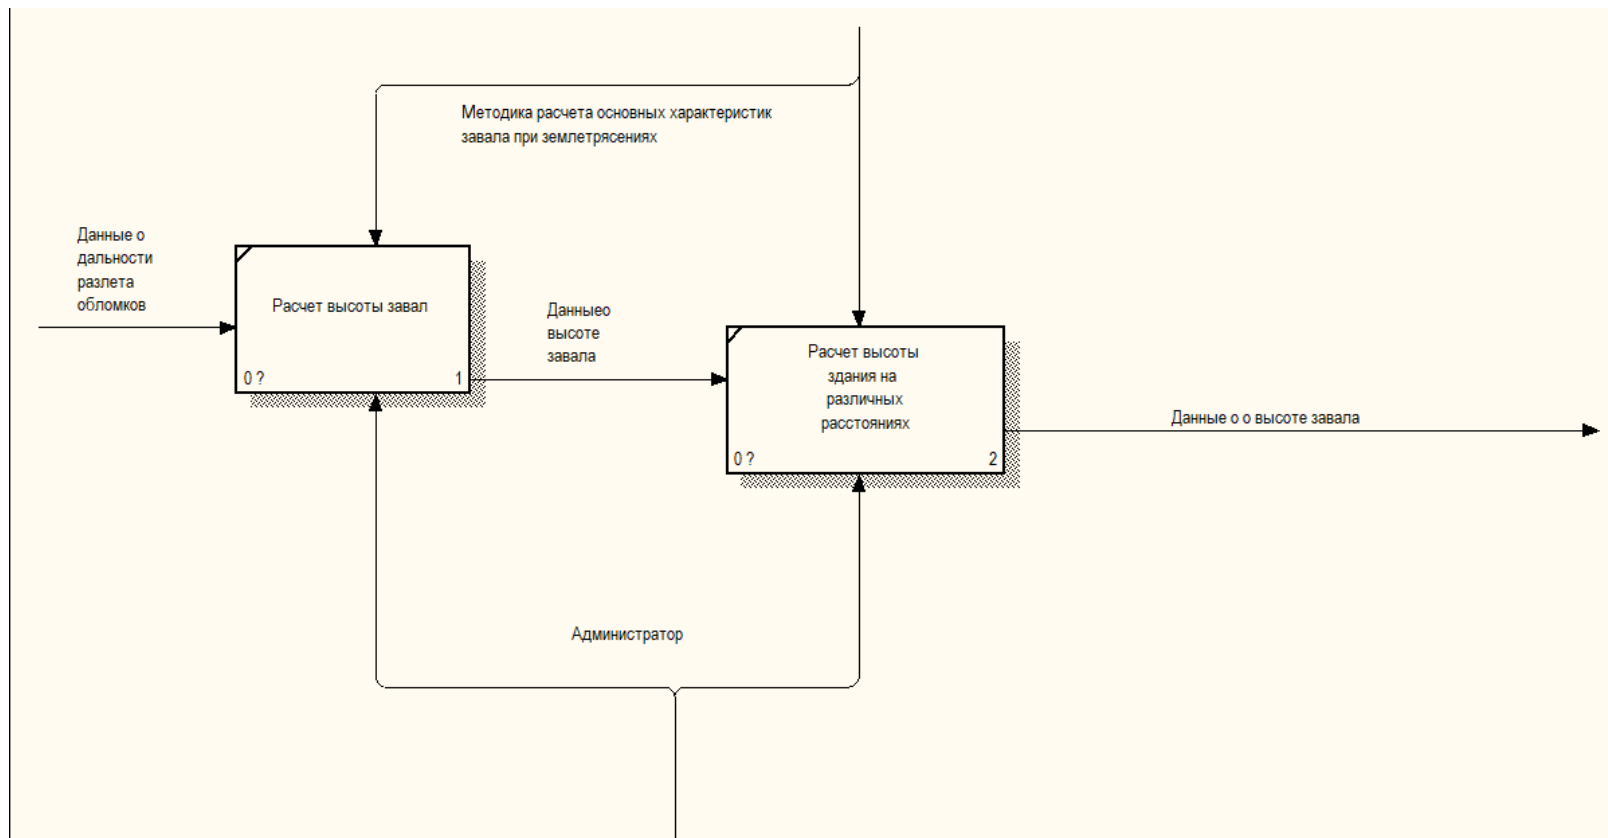 Методика расчета основных характеристик
завала при землетрясениях
Данные о
дальности
разлета
обломков
Расчет высоты завал
0 ?
1
Данныео
высоте
завала
Расчет высоты
здания на
различных
расстояниях
0 ?
2
Данные о о высоте завала
Администратор